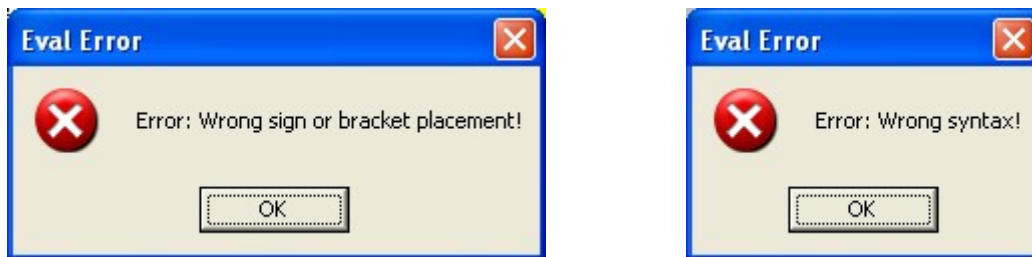 Eval Error
Error: Wrong sign or bracket placement!
OK
Eval Error
Error: Wrong syntax!
OK